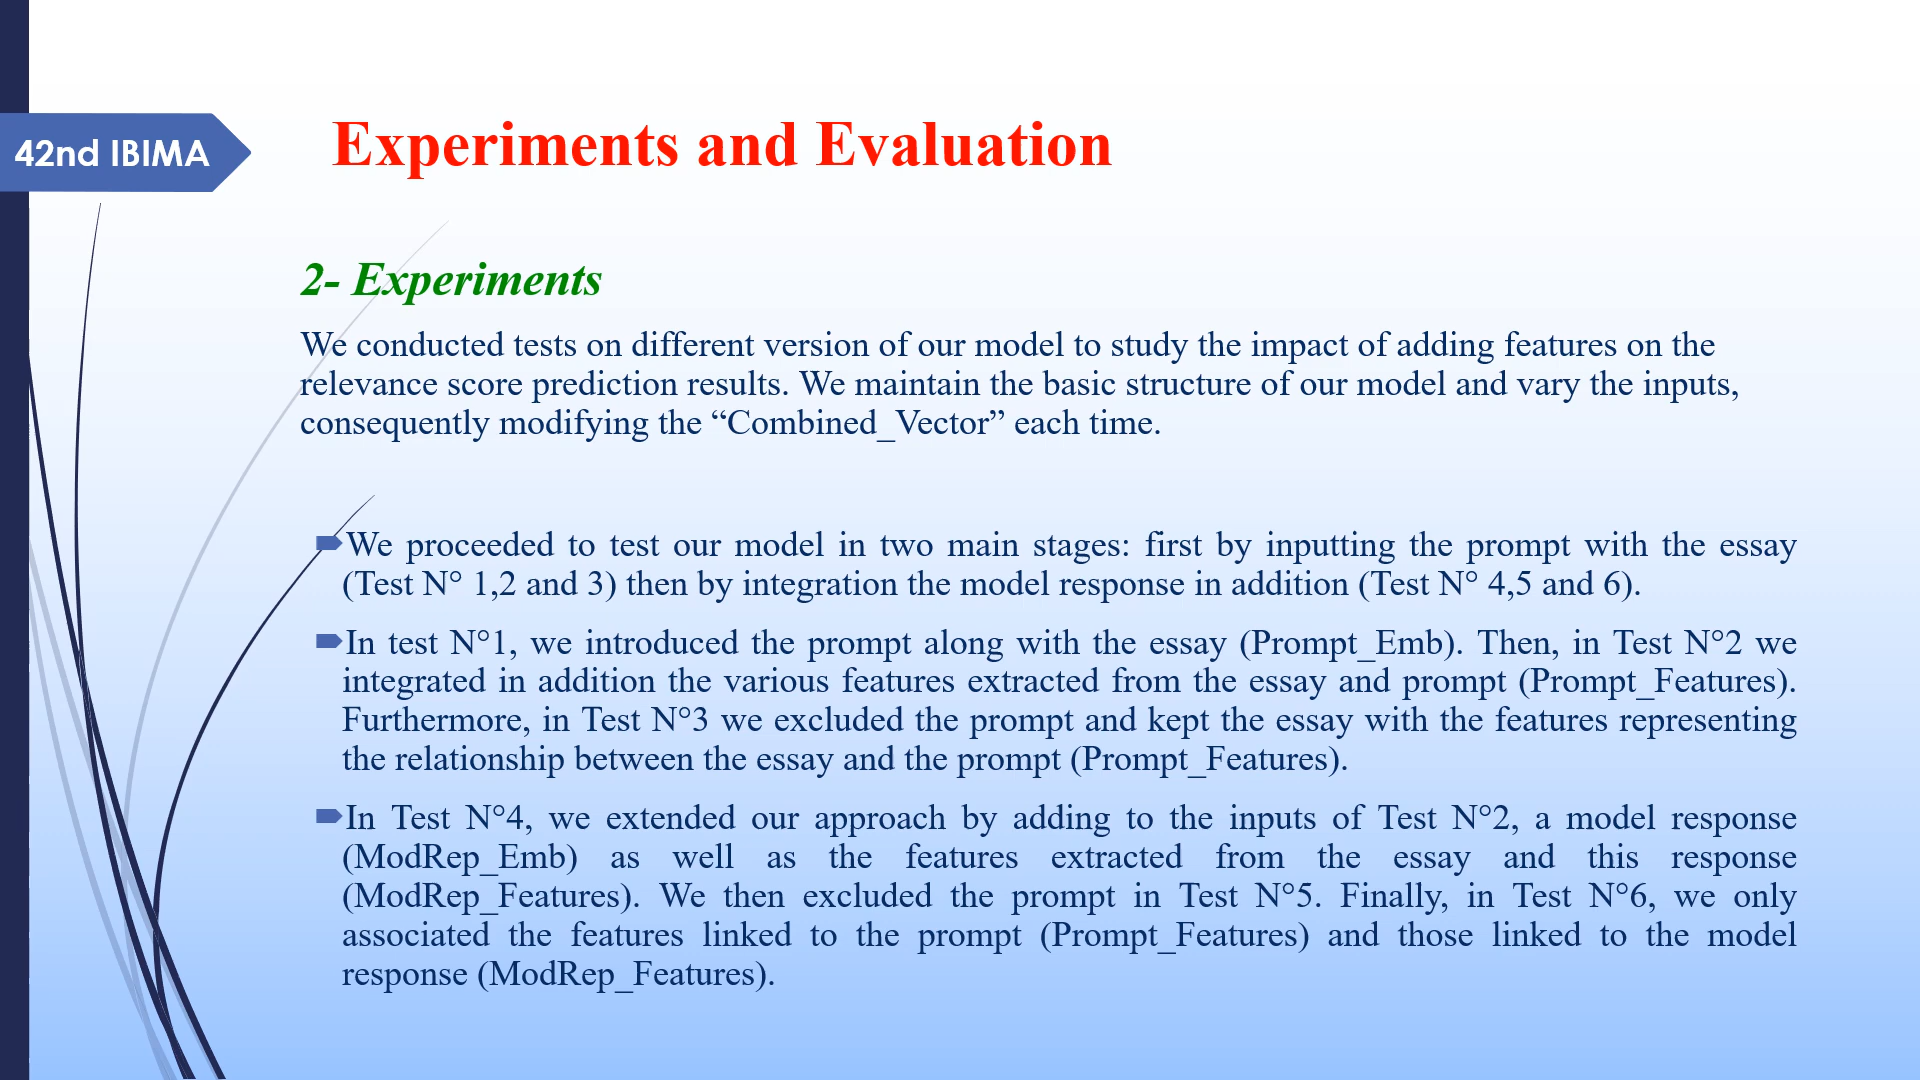 42nd IBIMA
Experiments and Evaluation
2- Experiments
We conducted tests on different version of our model to study the impact of adding features on the
relevance score prediction results. We maintain the basic structure of our model and vary the inputs,
consequently modifying the “Combined_Vector” each time.
We proceeded to test our model in two main stages: first by inputting the prompt with the essay
(Test N° 1,2 and 3) then by integration the model response in addition (Test N° 4,5 and 6).
In test N°1, we introduced the prompt along with the essay (Prompt_Emb). Then, in Test N°2 we
integrated in addition the various features extracted from the essay and prompt (Prompt_Features).
Furthermore, in Test N°3 we excluded the prompt and kept the essay with the features representing
the relationship between the essay and the prompt (Prompt_Features).
In Test N°4, we extended our approach by adding to the inputs of Test N°2, a model response
(ModRep_Emb) as well as the features extracted from the essay and this response
(ModRep_Features). We then excluded the prompt in Test N°5. Finally, in Test N°6, we only
associated the features linked to the prompt (Prompt_Features) and those linked to the model
response (ModRep_Features).